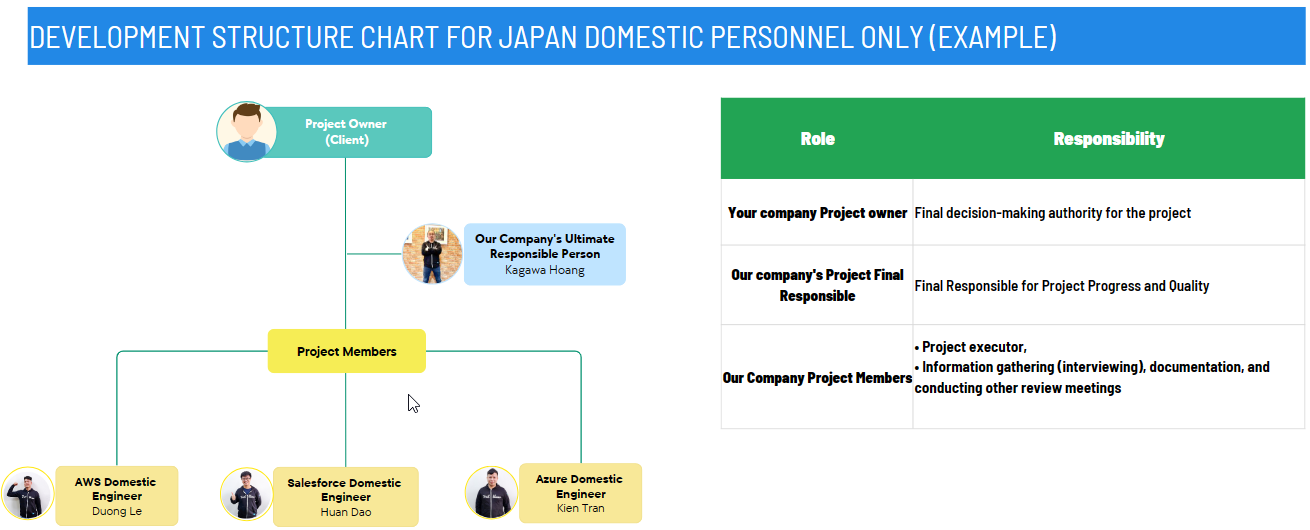 DEVELOPMENT STRUCTURE CHART FOR JAPAN DOMESTIC PERSONNEL ONLY (EXAMPLE)
Project Owner
(Client)
Our Company's Ultimate
Responsible Person
Kagawa Hoang
Project Members
AWS Domestic
Engineer
Duong Le
Salesforce Domestic
Engineer
Huan Dao
Azure Domestic
Engineer
Kien Tran
Role
Responsibility
Your company Project owner
Final decision-making authority for the project
Our company's Project Final
Responsible
Final Responsible for Project Progress and Quality
Our Company Project Members
• Project executor,
• Information gathering (interviewing), documentation, and
conducting other review meetings